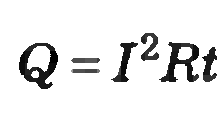 Q = I²Rt